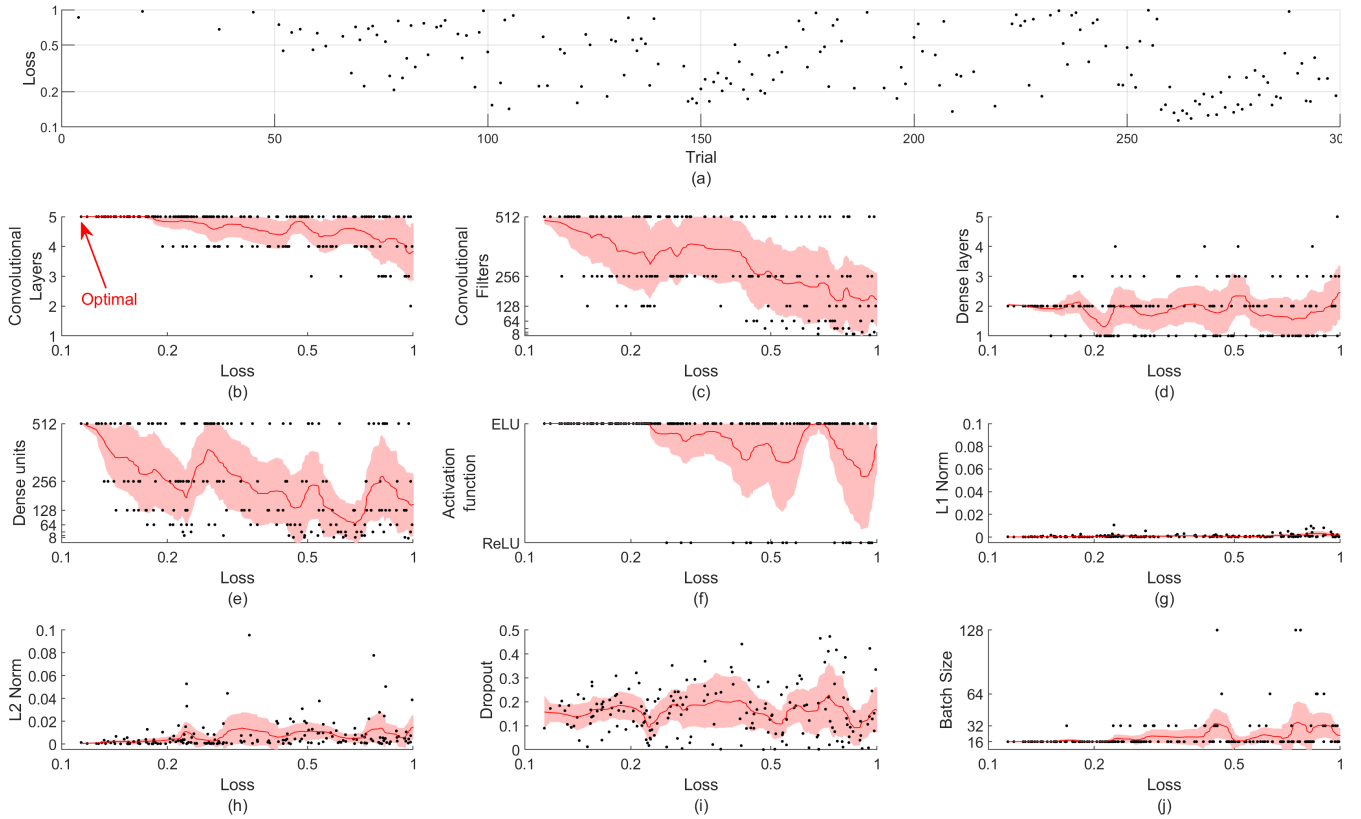 Loss
1
0.5
0.2
0.1
0
50
100
150
200
250
30
Trial
(a)
Convolutional
Layers
5
4
3
2
1
Optimal
0.1
0.2
0.5
1
Loss
(b)
Convolutional
Filters
512
256
128
64
8
0.1
0.2
0.5
1
Loss
(c)
Dense layers
5
4
3
2
1
0.1
0.2
0.5
1
Loss
(d)
Dense units
512
256
128
64
8
0.1
0.2
0.5
1
Loss
(e)
Activation
function
ELU
ReLU
0.1
0.2
0.5
1
Loss
(f)
L1 Norm
0.1
0.08
0.06
0.04
0.02
0
0.1
0.2
0.5
1
Loss
(g)
L2 Norm
0.1
0.08
0.06
0.04
0.02
0
0.1
0.2
0.5
1
Loss
(h)
Dropout
0.5
0.4
0.3
0.2
0.1
0
0.1
0.2
0.5
1
Loss
(i)
Batch Size
128
64
32
16
0.1
0.2
0.5
1
Loss
(j)